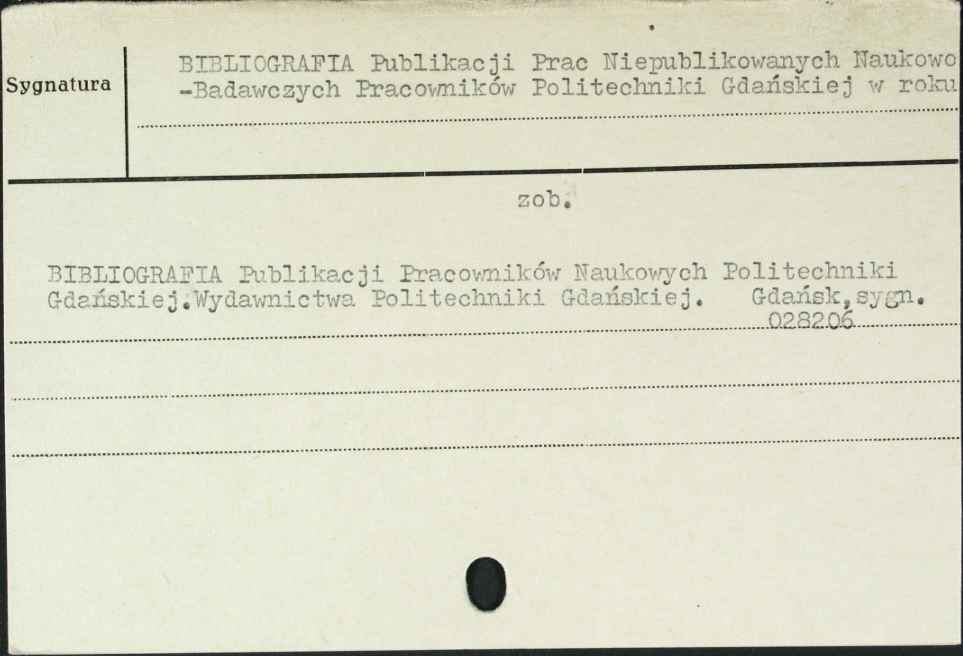 BIBLIOGRAFIA Publikacji Prac Niepublikowanych Naukowo
Sygnatura
-Badawczych Pracowników Politechniki Gdańskiej w roku
zob.
BIBLIOGRAFIA Publikacji Pracowników Naukowych Politechniki
Gdańskiej.Wydawnictwa Politechniki Gdańskiej. Gdańsk,sygn.
028206